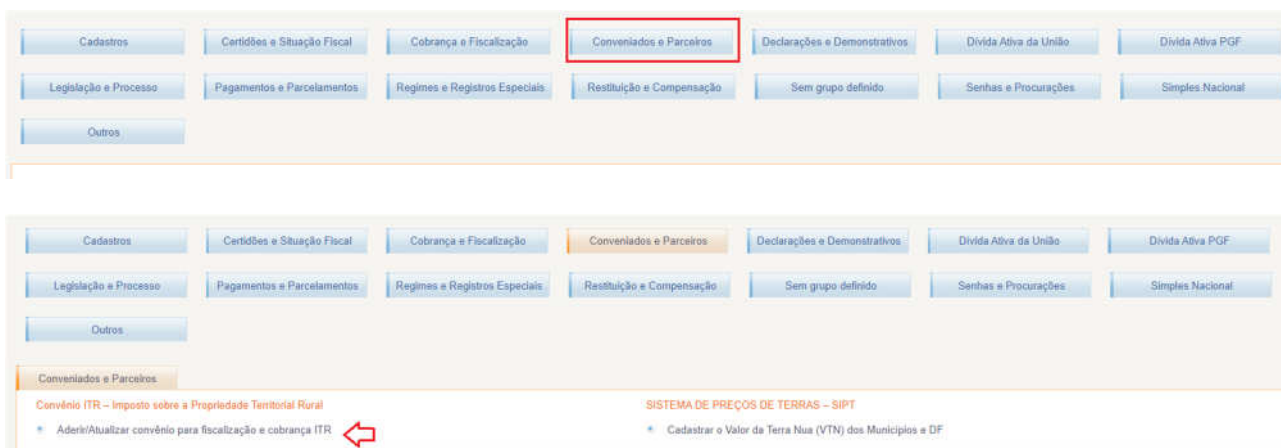 Cadastros Certidões e Situação Fiscal Cobrança e Fiscalização Conveniados e Parceiros Declarações e Demonstrativos Dívida Ativa da União Dívida Ativa PGF
Legislação e Processo Pagamentos e Parcelamentos Regimes e Registros Especiais Restituição e Compensação Sem grupo definido Senhas e Procurações Simples Nacional
Outros
Cadastros Certidões e Situação Fiscal Cobrança e Fiscalização Conveniados e Parceiros Declarações e Demonstrativos Dívida Ativa da União Dívida Ativa PGF
Legislação e Processo Pagamentos e Parcelamentos Regimes e Registros Especiais Restituição e Compensação Sem grupo definido Senhas e Procurações Simples Nacional
Outros
Conveniados e Parceiros
Convênio ITR – Imposto sobre a Propriedade Territorial Rural SISTEMA DE PREÇOS DE TERRAS – SIPT
Aderir/Atualizar convênio para fiscalização e cobrança ITR Cadastrar o Valor da Terra Nua (VTN) dos Municípios e DF